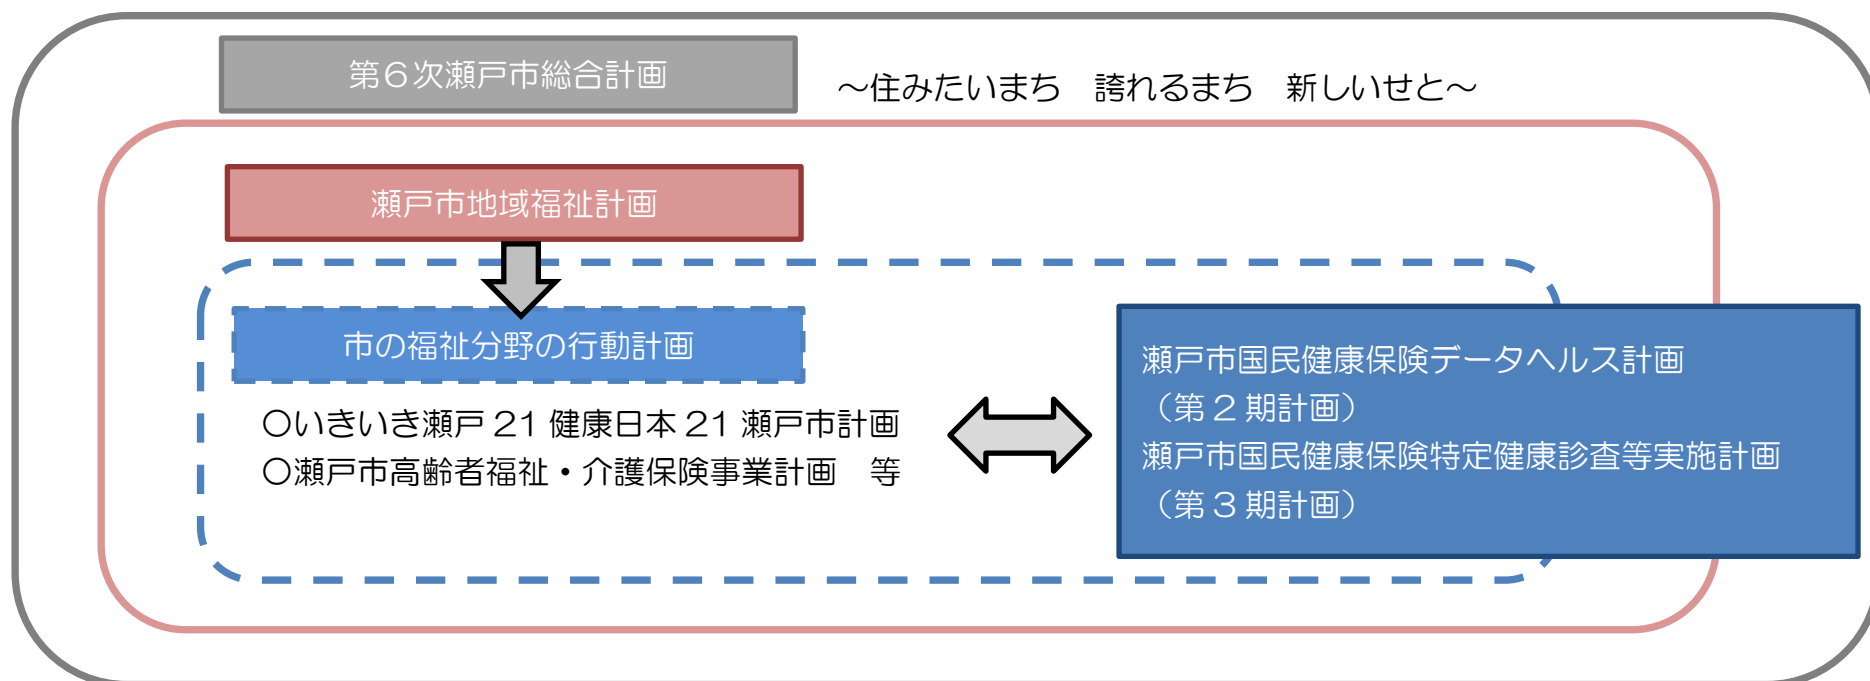 第６次瀬戸市総合計画
～住みたいまち　誇れるまち　新しいせと～
瀬戸市地域福祉計画
市の福祉分野の行動計画
○いきいき瀬戸 21 健康日本 21 瀬戸市計画
○瀬戸市高齢者福祉・介護保険事業計画　等
瀬戸市国民健康保険データヘルス計画
（第２期計画）
瀬戸市国民健康保険特定健康診査等実施計画
（第３期計画）